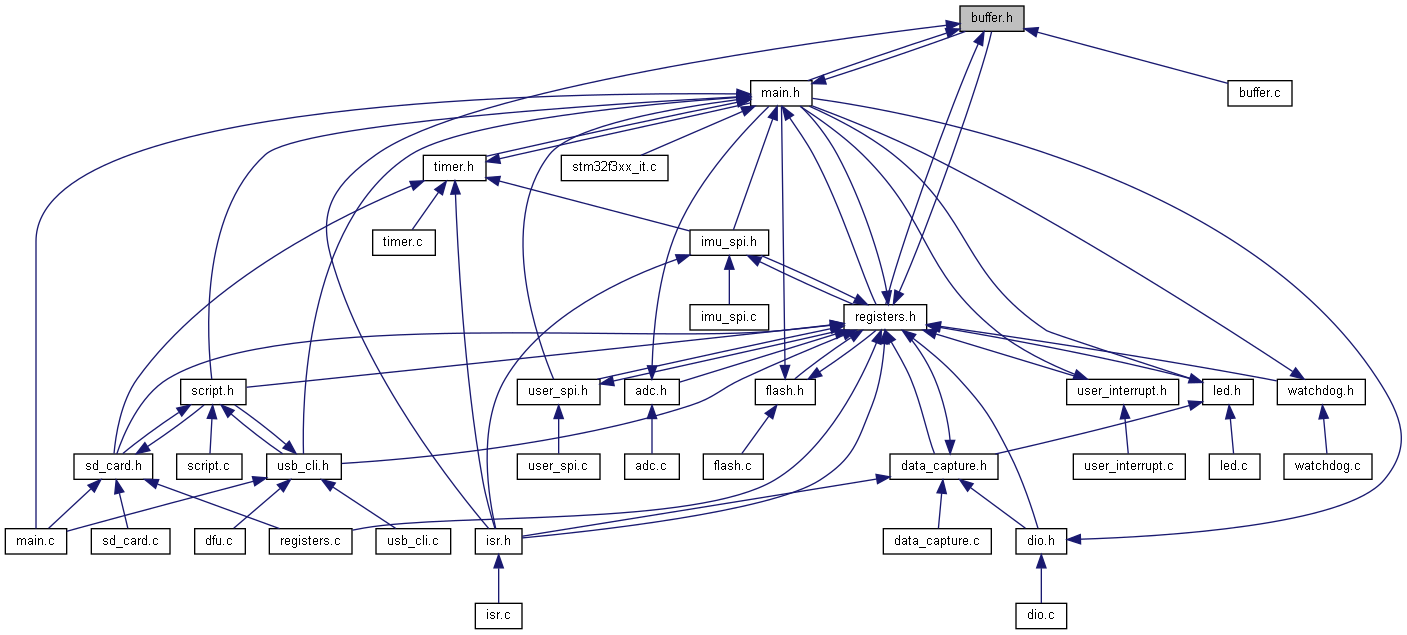 buffer.h
main.h
buffer.c
timer.h
stm32f3xx_it.c
timer.c
imu_spi.h
imu_spi.c
registers.h
script.h
user_spi.h
adc.h
flash.h
user_interrupt.h
led.h
watchdog.h
sd_card.h
script.c
usb_cli.h
user_spi.c
adc.c
flash.c
data_capture.h
user_interrupt.c
led.c
watchdog.c
main.c
sd_card.c
dfu.c
registers.c
usb_cli.c
isr.h
data_capture.c
dio.h
isr.c
dio.c